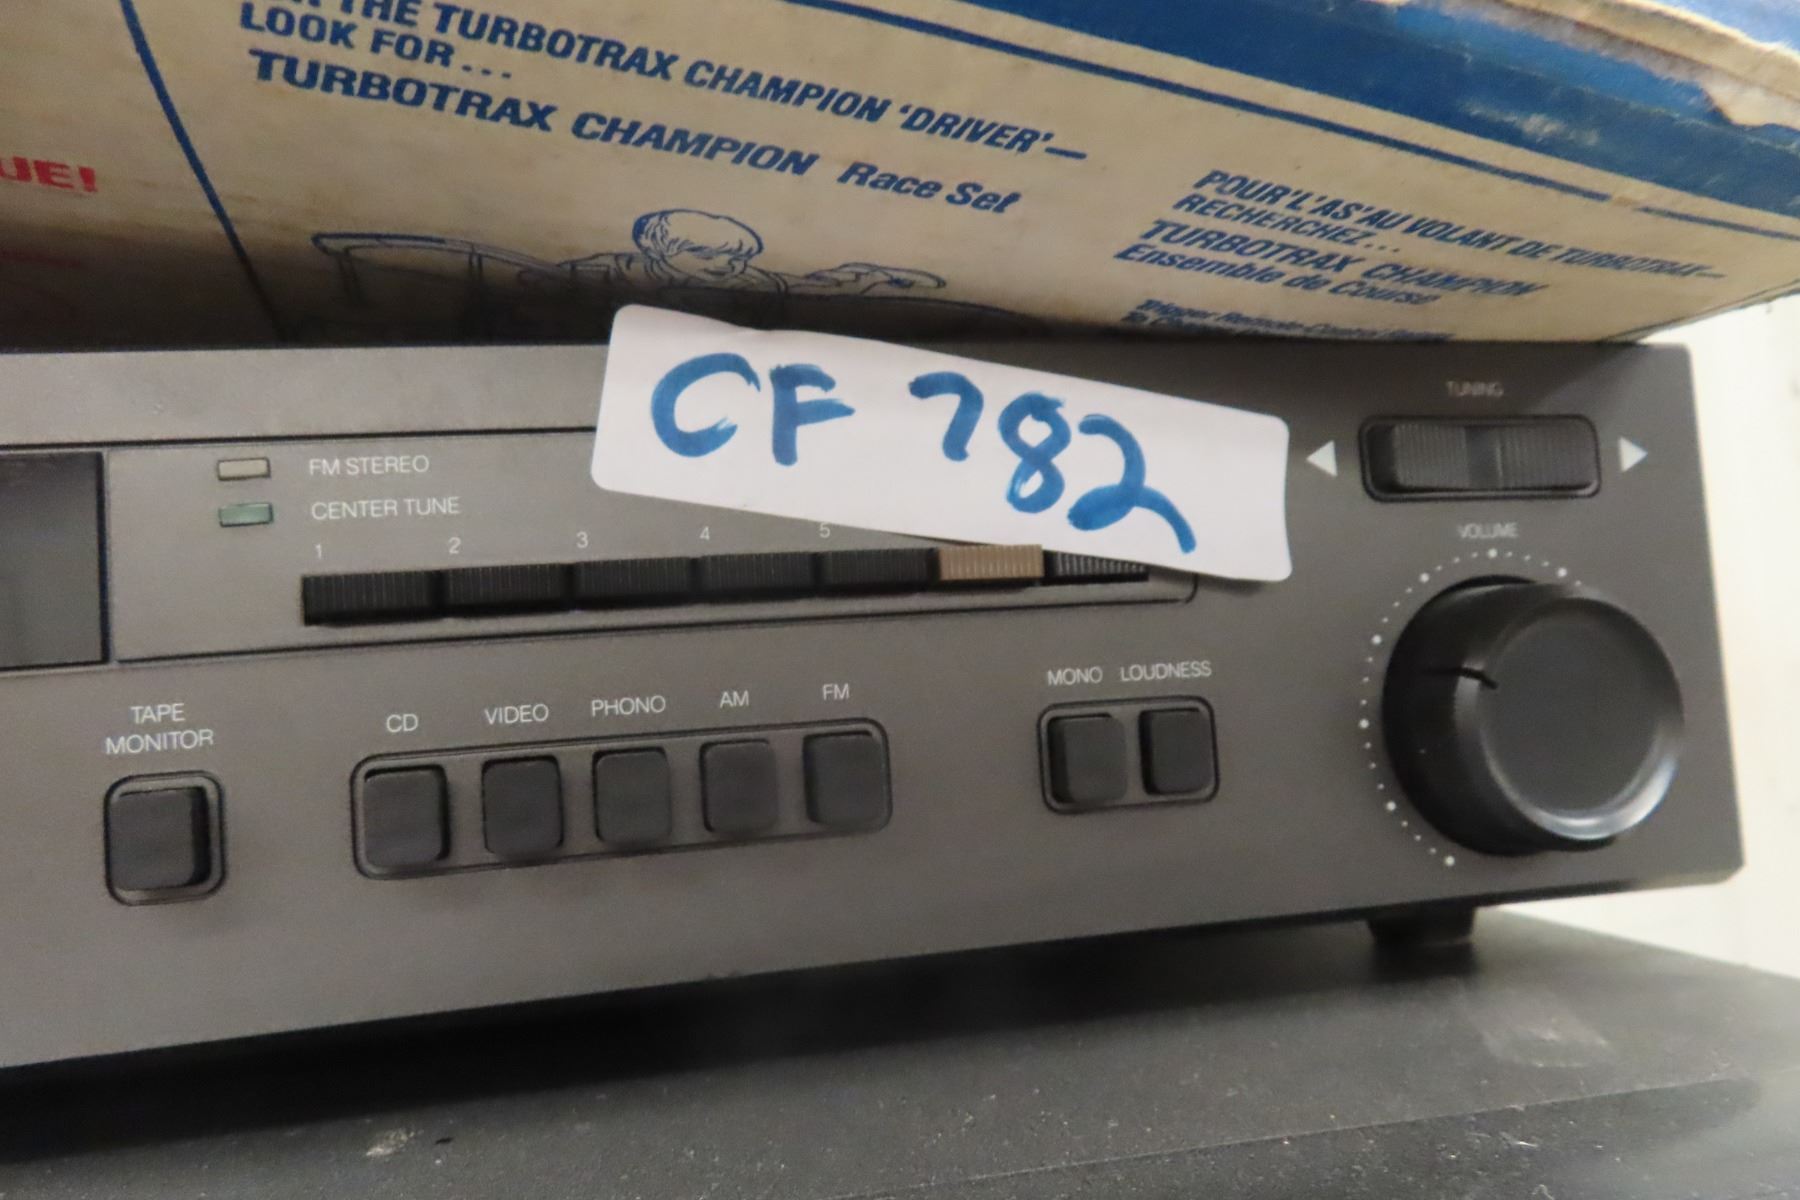 THE TURBOTRAX CHAMPION 'DRIVER'—
LOOK FOR...
TURBOTRAX CHAMPION Race Set
UE!
POUR 'L'AS' AU VOLANT DE TURBOTRAX—
RECHERCHEZ...
TURBOTRAX CHAMPION
Ensemble de Course
CF 782
TUNING
FM STEREO
CENTER TUNE
1 2 3 4 5
VOLUME
TAPE
MONITOR
CD VIDEO PHONO AM FM
MONO LOUDNESS